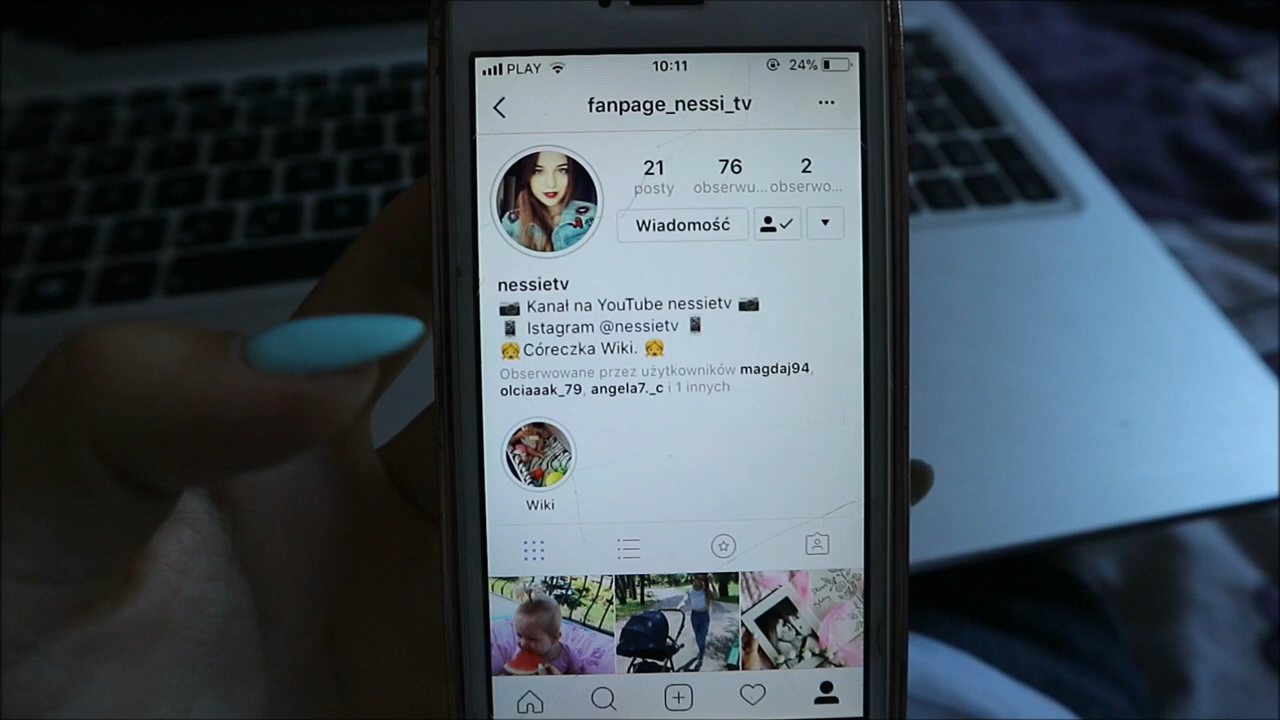 PLAY 10:11 24%
fanpage_nessi_tv
21 76 2
posty obserwu... obserwo...
Wiadomość
nessietv
Kanał na YouTube nessietv
Istagram @nessietv
Córeczka Wiki.
Obserwowane przez użytkowników magdaj94,
olciaaak_79, angela7._c i 1 innych
Wiki